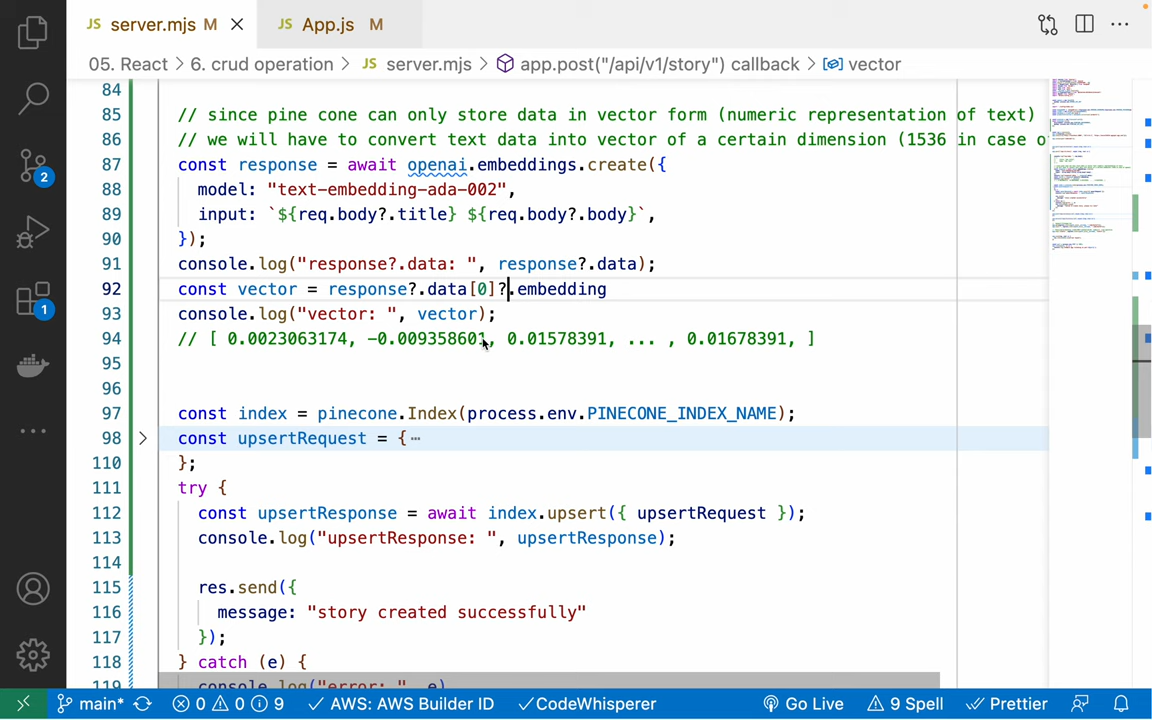 JS server.mjs M × JS App.js M
05. React > 6. crud operation > JS server.mjs > app.post("/api/v1/story") callback > vector
84
85 // since pine cone can only store data in vector form (numeric representation of text)
86 // we will have to convert text data into vector of a certain dimension (1536 in case o
87 const response = await openai.embeddings.create({
88 model: "text-embedding-ada-002",
89 input: `${req.body?.title} ${req.body?.body}`,
90 });
91 console.log("response?.data: ", response?.data);
92 const vector = response?.data[0]?.embedding
93 console.log("vector: ", vector);
94 // [ 0.0023063174, -0.009358601, 0.01578391, ... , 0.01678391, ]
95
96
97 const index = pinecone.Index(process.env.PINECONE_INDEX_NAME);
98 const upsertRequest = {…
110 };
111 try {
112 const upsertResponse = await index.upsert({ upsertRequest });
113 console.log("upsertResponse: ", upsertResponse);
114
115 res.send({
116 message: "story created successfully"
117 });
118 } catch (e) {
119 console.log("error: ", e)
2
1
main* 0 0 9 AWS: AWS Builder ID CodeWhisperer Go Live 9 Spell Prettier